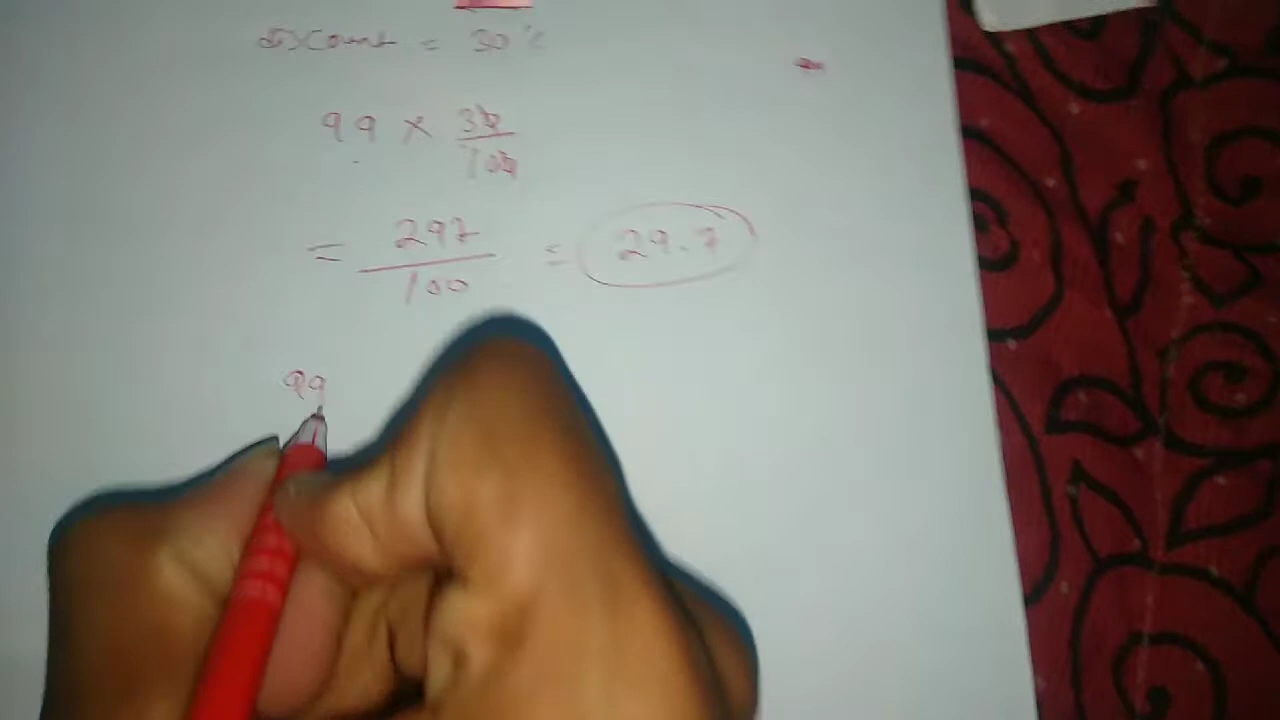 discount = 30%
99 × 30/100
= 297/100 = 29.7
99